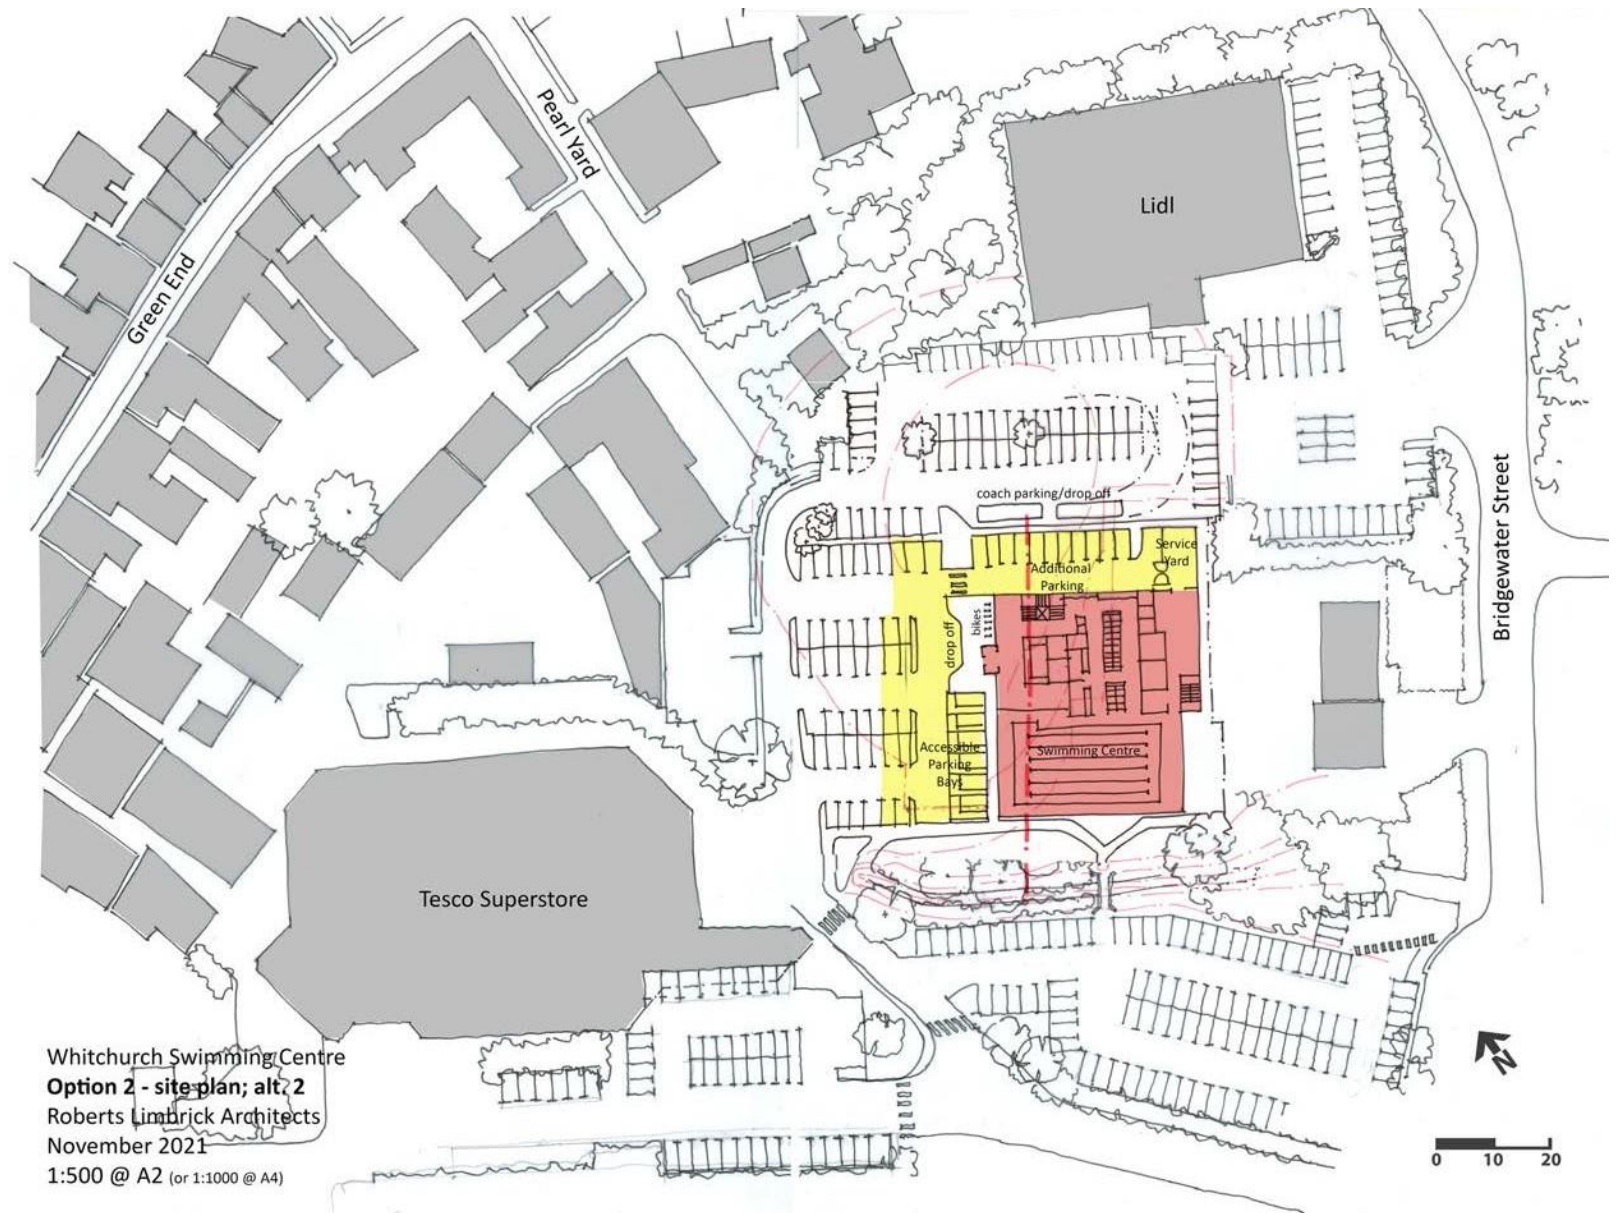 Pearl Yard
Green End
Lidl
coach parking/drop off
Service
Yard
Additional
Parking
bikes
drop off
Bridgewater Street
Accessible
Parking
Bays
Swimming Centre
Tesco Superstore
Whitchurch Swimming Centre
Option 2 - site plan; alt. 2
Roberts Limbrick Architects
November 2021
1:500 @ A2 (or 1:1000 @ A4)
N
0 10 20